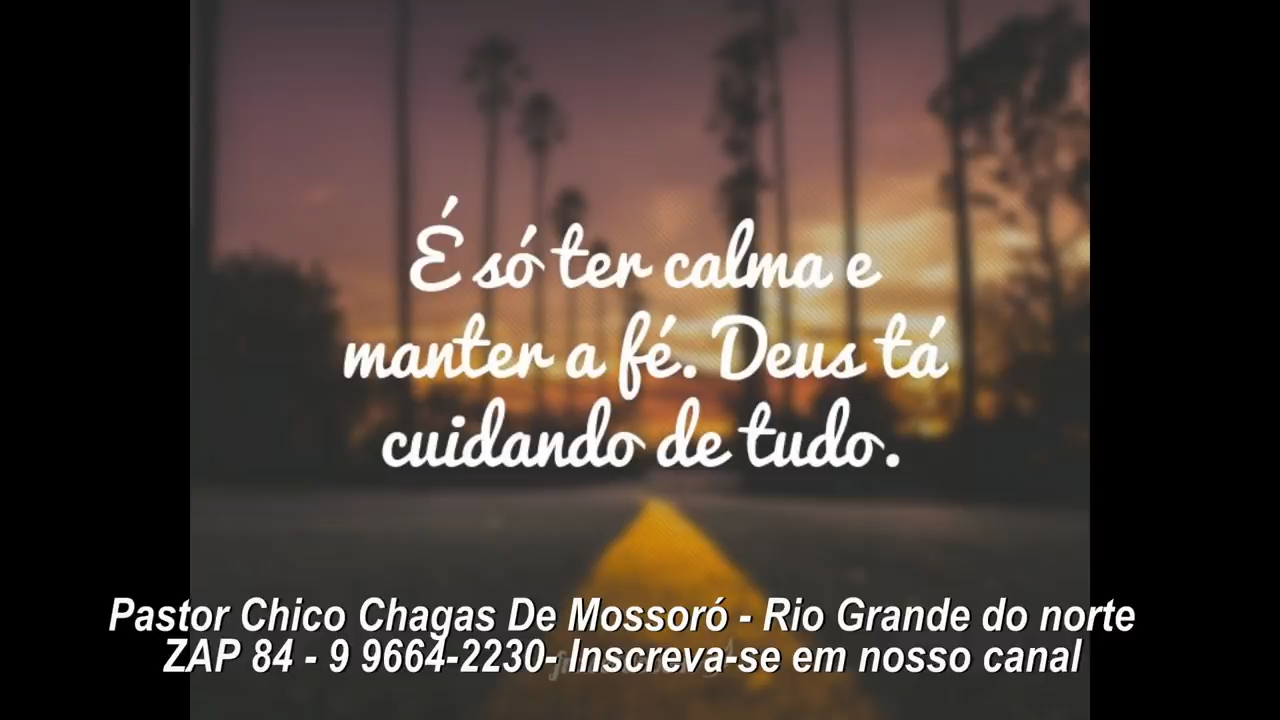 É só ter calma e
manter a fé. Deus tá
cuidando de tudo.
Pastor Chico Chagas De Mossoró - Rio Grande do norte
ZAP 84 - 9 9664-2230- Inscreva-se em nosso canal